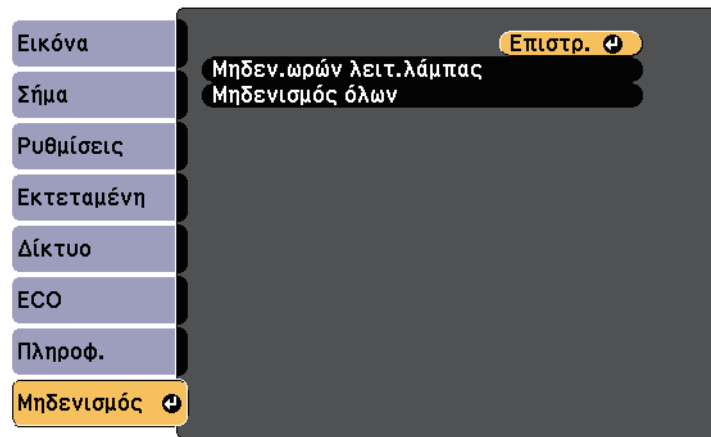 Εικόνα
Σήμα
Ρυθμίσεις
Εκτεταμένη
Δίκτυο
ECO
Πληροφ.
Μηδενισμός
Επιστρ.
Μηδεν.ωρών λειτ.λάμπας
Μηδενισμός όλων